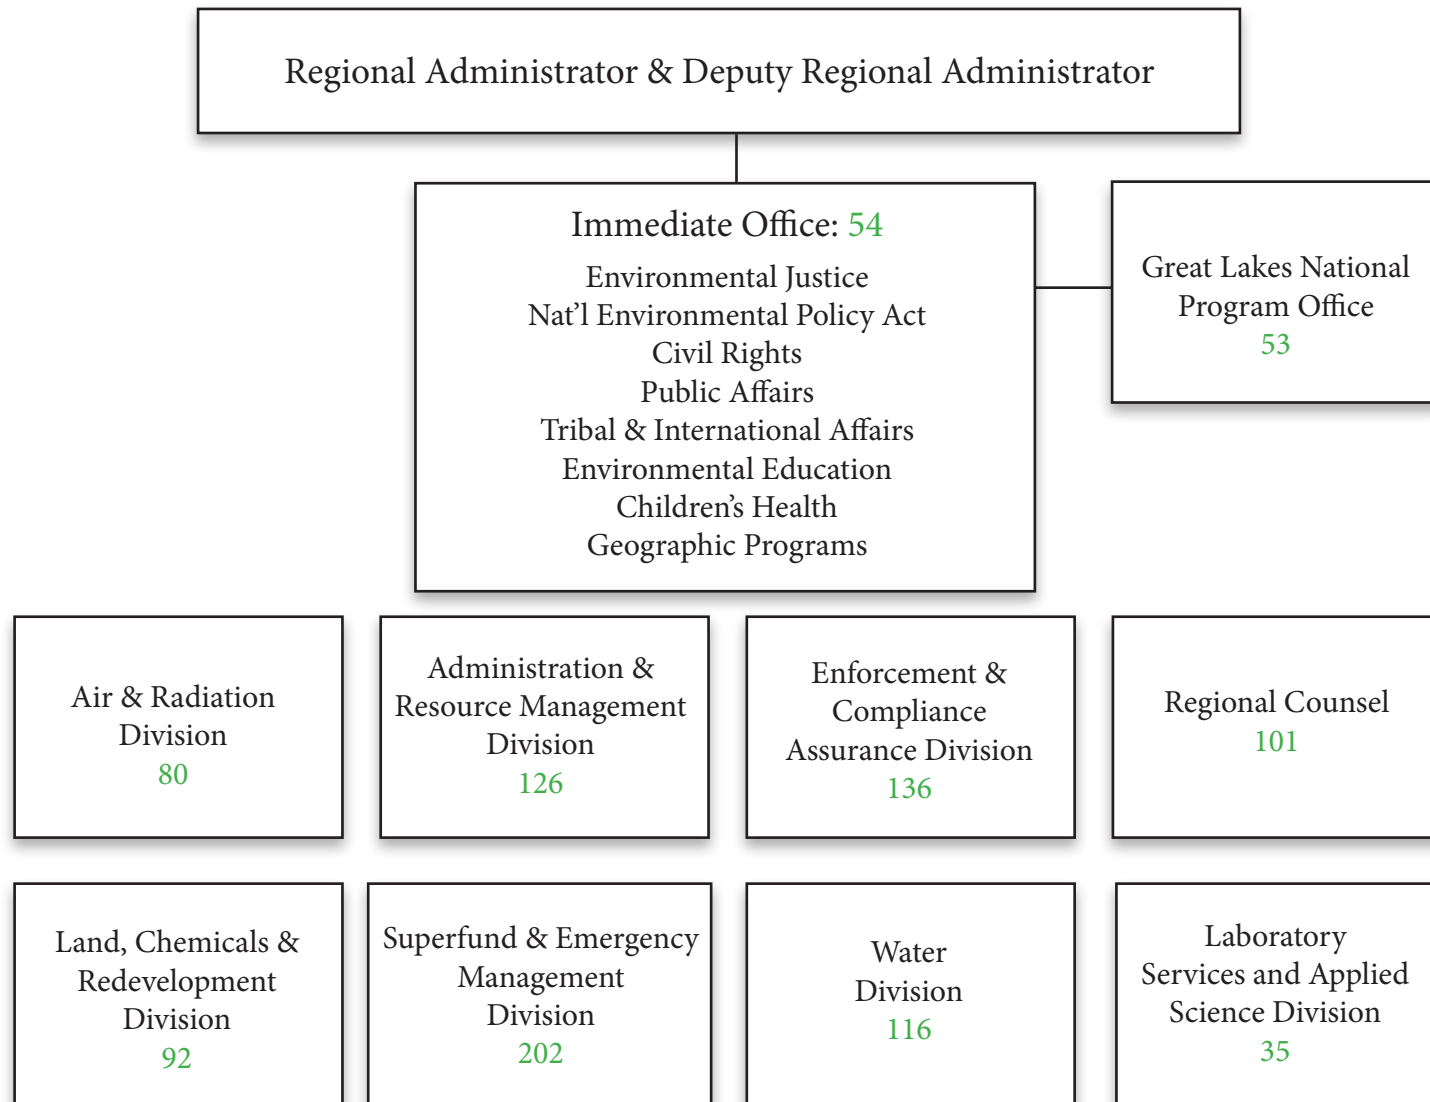 Regional Administrator & Deputy Regional Administrator
Immediate Office: 54
Environmental Justice
Nat’l Environmental Policy Act
Civil Rights
Public Affairs
Tribal & International Affairs
Environmental Education
Children’s Health
Geographic Programs
Great Lakes National
Program Office
53
Air & Radiation
Division
80
Administration &
Resource Management
Division
126
Enforcement &
Compliance
Assurance Division
136
Regional Counsel
101
Land, Chemicals &
Redevelopment
Division
92
Superfund & Emergency
Management
Division
202
Water
Division
116
Laboratory
Services and Applied
Science Division
35